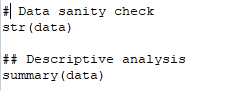 # Data sanity check
str(data)
## Descriptive analysis
summary(data)